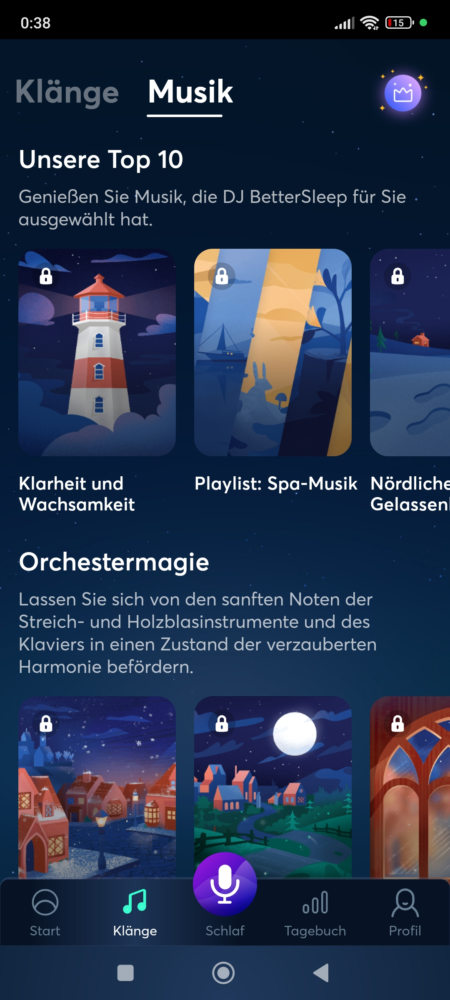 0:38
15
Klänge
Musik
Unsere Top 10
Genießen Sie Musik, die DJ BetterSleep für Sie
ausgewählt hat.
Klarheit und
Wachsamkeit
Playlist: Spa-Musik
Nördliche
Orchestermagie
Lassen Sie sich von den sanften Noten der
Streich- und Holzblasinstrumente und des
Klaviers in einen Zustand der verzauberten
Harmonie befördern.
Start
Klänge
Schlaf
Tagebuch
Profil